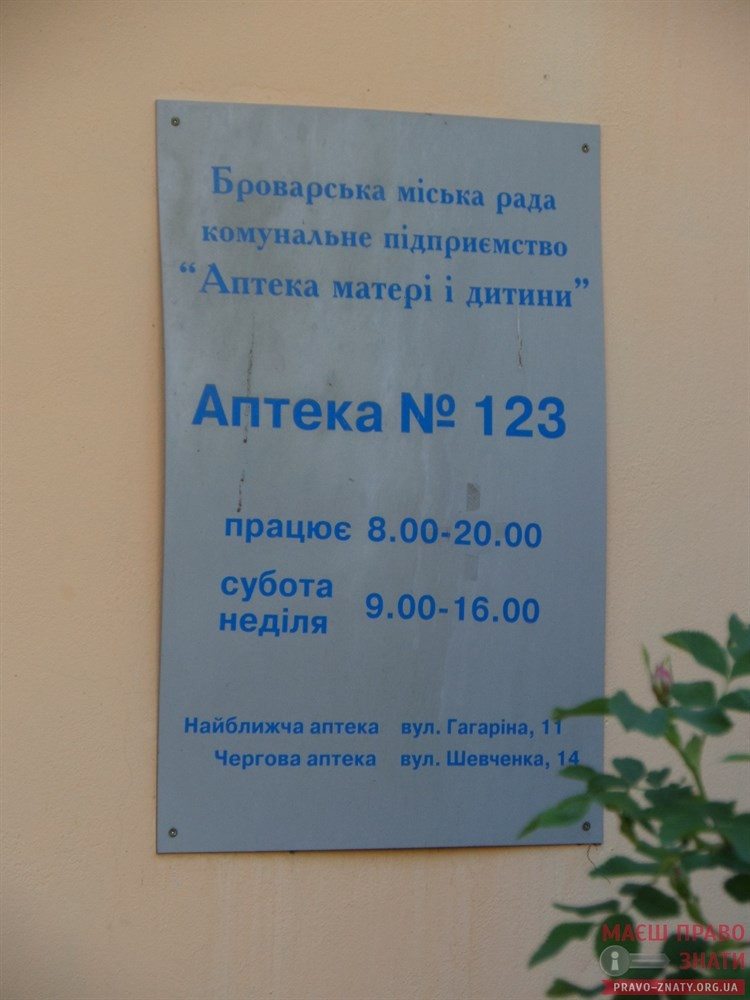 Броварська міська рада
комунальне підприємство
“Аптека матері і дитини”
Аптека № 123
працює 8.00-20.00
субота
неділя 9.00-16.00
Найближча аптека вул. Гагаріна, 11
Чергова аптека вул. Шевченка, 14
МАЄШ ПРАВО
ЗНАТИ
PRAVO-ZNATY.ORG.UA